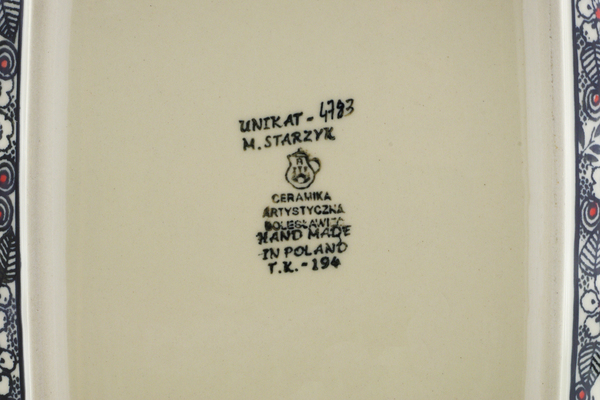 UNIKAT - 4783
M. STARZYK
CERAMIKA
ARTYSTYCZNA
BOLESŁAWIEC
HAND MADE
IN POLAND
T.K. - 194